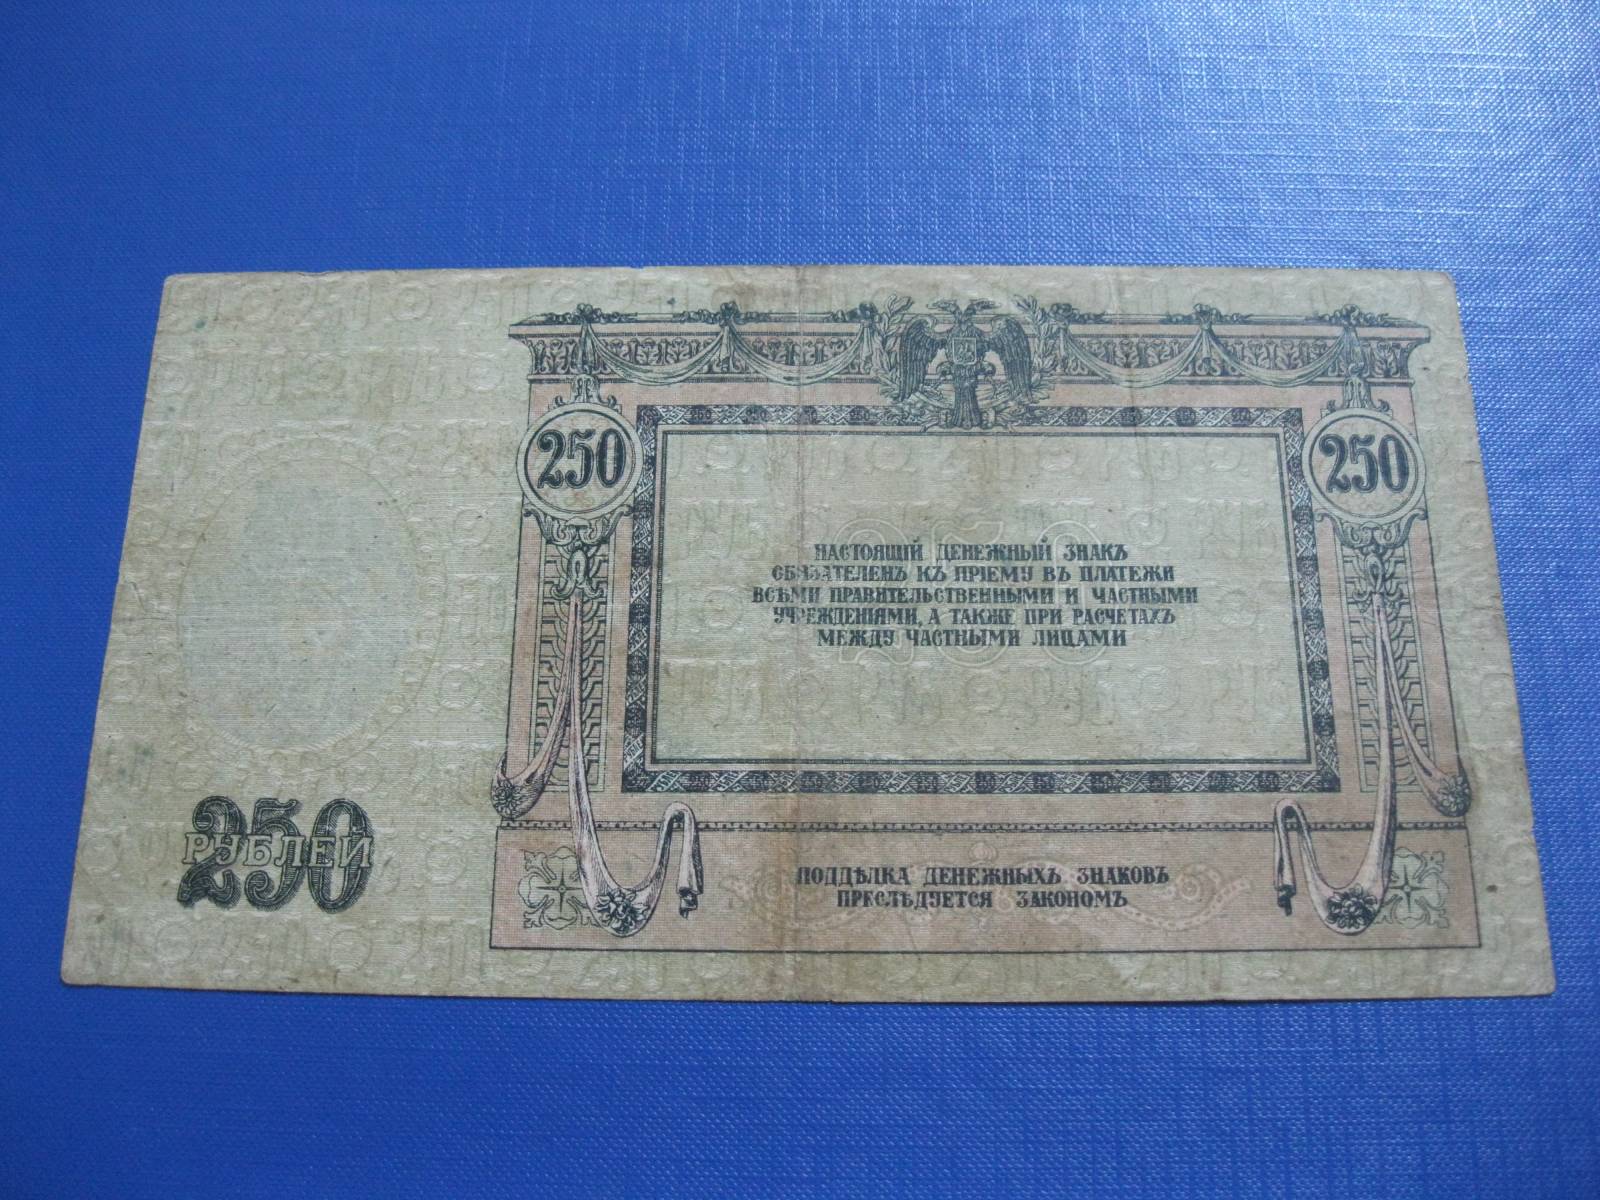 250
250
НАСТОЯЩІЙ ДЕНЕЖНЫЙ ЗНАКЪ
ОБЯЗАТЕЛЕНЪ КЪ ПРІЕМУ ВЪ ПЛАТЕЖИ
ВСѢМИ ПРАВИТЕЛЬСТВЕННЫМИ И ЧАСТНЫМИ
УЧРЕЖДЕНІЯМИ, А ТАКЖЕ ПРИ РАСЧЕТАХЪ
МЕЖДУ ЧАСТНЫМИ ЛИЦАМИ
250
РУБЛЕЙ
ПОДДѢЛКА ДЕНЕЖНЫХЪ ЗНАКОВЪ
ПРЕСЛѢДУЕТСЯ ЗАКОНОМЪ